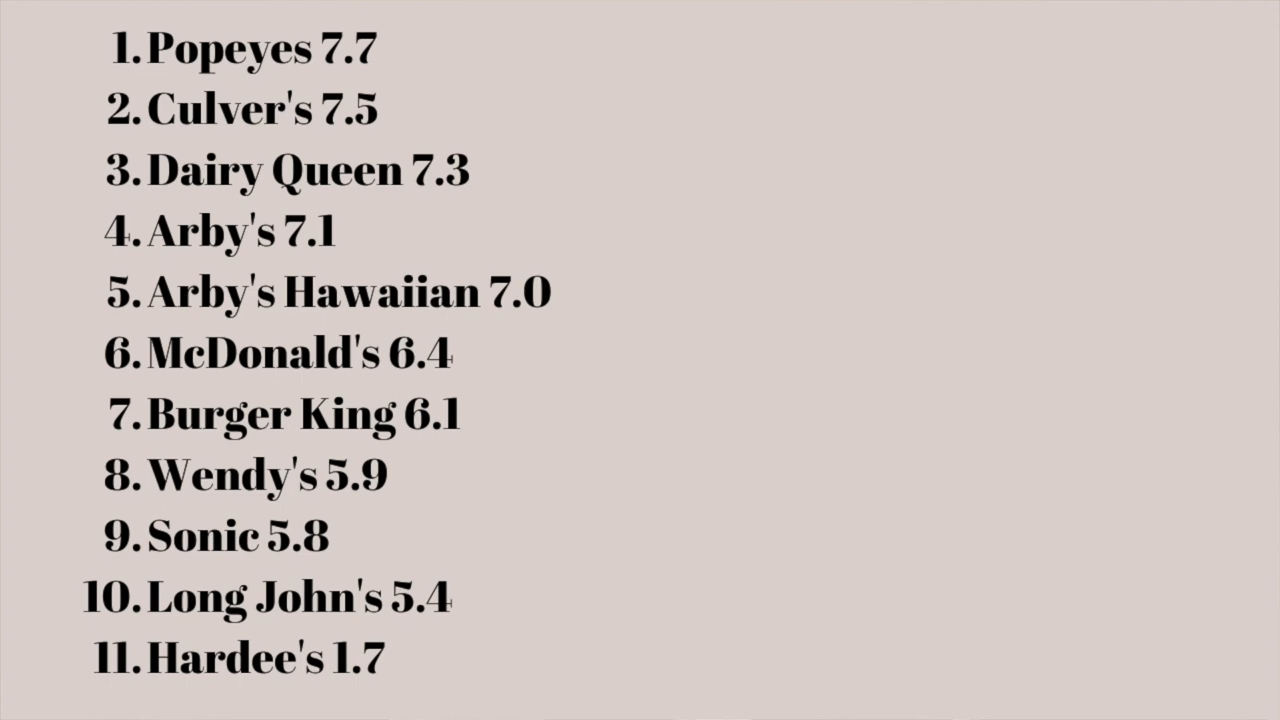 1. Popeyes 7.7
2. Culver's 7.5
3. Dairy Queen 7.3
4. Arby's 7.1
5. Arby's Hawaiian 7.0
6. McDonald's 6.4
7. Burger King 6.1
8. Wendy's 5.9
9. Sonic 5.8
10. Long John's 5.4
11. Hardee's 1.7